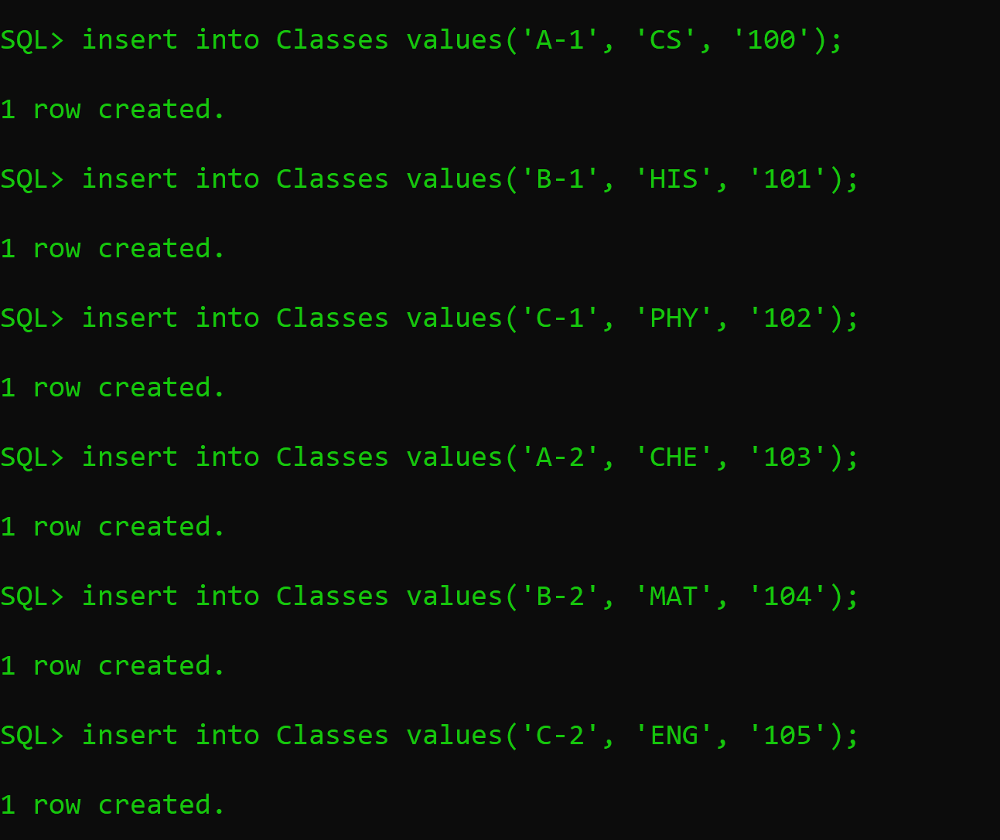 SQL> insert into Classes values('A-1', 'CS', '100');
1 row created.
SQL> insert into Classes values('B-1', 'HIS', '101');
1 row created.
SQL> insert into Classes values('C-1', 'PHY', '102');
1 row created.
SQL> insert into Classes values('A-2', 'CHE', '103');
1 row created.
SQL> insert into Classes values('B-2', 'MAT', '104');
1 row created.
SQL> insert into Classes values('C-2', 'ENG', '105');
1 row created.